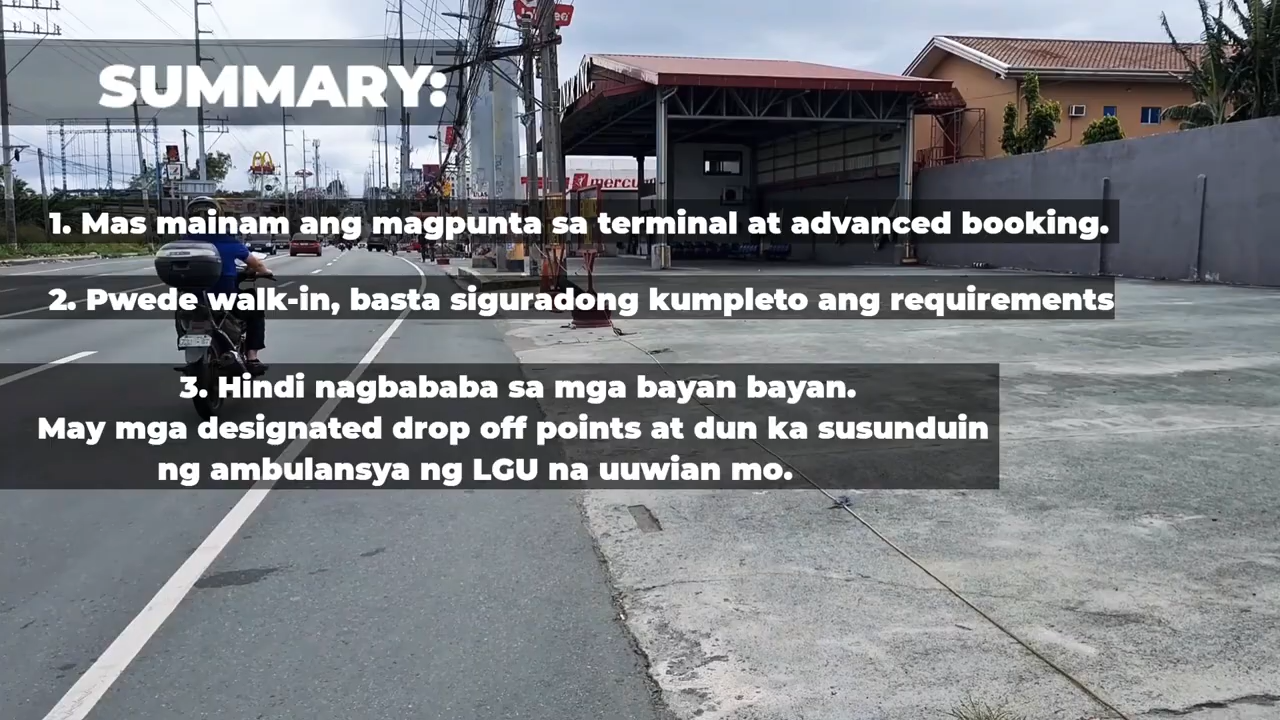 SUMMARY:
1. Mas mainam ang magpunta sa terminal at advanced booking.
2. Pwede walk-in, basta siguradong kumpleto ang requirements
3. Hindi nagbababa sa mga bayan bayan.
May mga designated drop off points at dun ka susunduin
ng ambulansya ng LGU na uuwian mo.